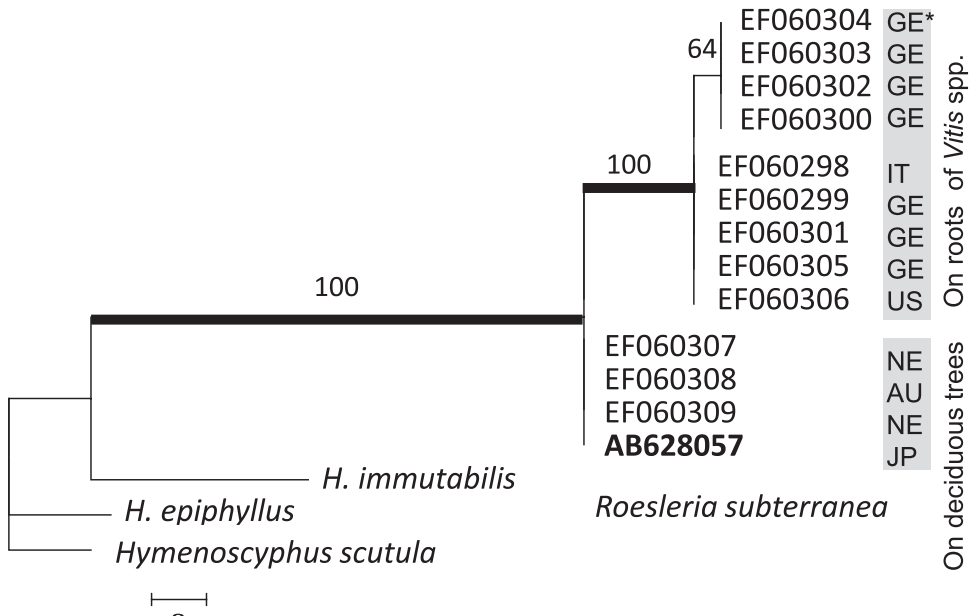 EF060304 GE*
64
EF060303 GE
EF060302 GE
EF060300 GE
100
EF060298 IT
EF060299 GE
EF060301 GE
EF060305 GE
EF060306 US
On roots of Vitis spp.
100
EF060307 NE
EF060308 AU
EF060309 NE
AB628057 JP
On deciduous trees
H. immutabilis
Roesleria subterranea
H. epiphyllus
Hymenoscyphus scutula